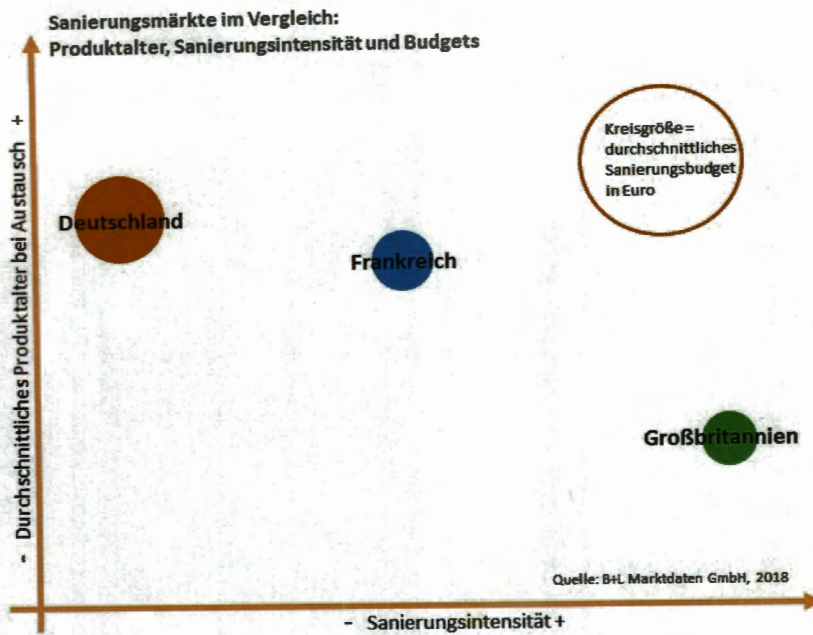 Sanierungsmärkte im Vergleich:
Produktalter, Sanierungsintensität und Budgets
- Durchschnittliches Produktalter bei Austausch +
Kreisgröße =
durchschnittliches
Sanierungsbudget
in Euro
Deutschland
Frankreich
Großbritannien
Quelle: B+L Marktdaten GmbH, 2018
- Sanierungsintensität +